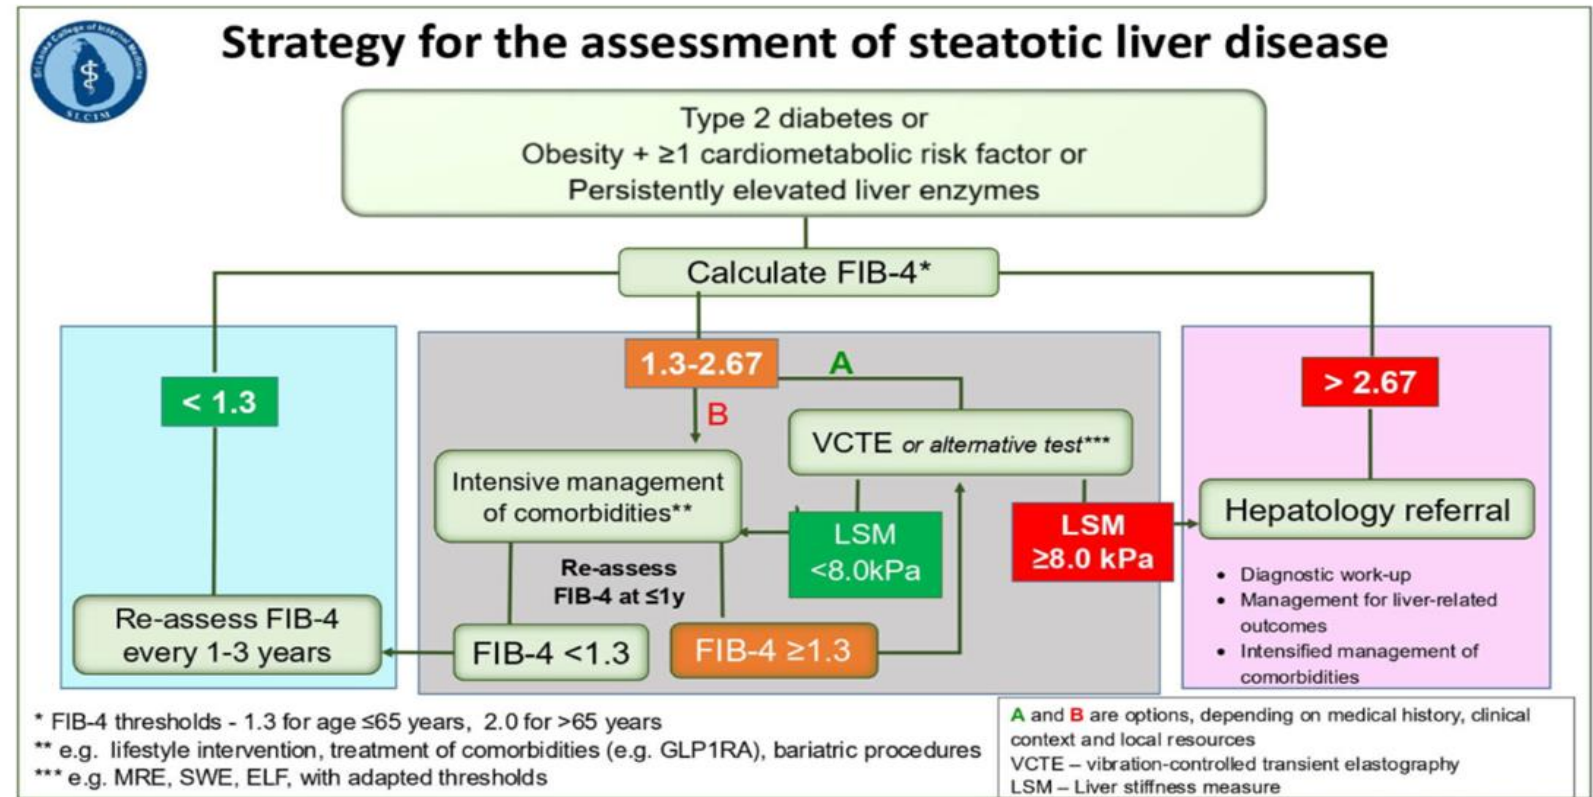 Sri Lanka College of Internal Medicine
SLCIM
Strategy for the assessment of steatotic liver disease
Type 2 diabetes or
Obesity + ≥1 cardiometabolic risk factor or
Persistently elevated liver enzymes
Calculate FIB-4*
< 1.3
1.3-2.67
A
B
> 2.67
VCTE or alternative test***
Intensive management
of comorbidities**
LSM
<8.0kPa
LSM
≥8.0 kPa
Hepatology referral
Re-assess
FIB-4 at ≤1y
• Diagnostic work-up
• Management for liver-related
outcomes
• Intensified management of
comorbidities
Re-assess FIB-4
every 1-3 years
FIB-4 <1.3
FIB-4 ≥1.3
* FIB-4 thresholds - 1.3 for age ≤65 years, 2.0 for >65 years
** e.g. lifestyle intervention, treatment of comorbidities (e.g. GLP1RA), bariatric procedures
*** e.g. MRE, SWE, ELF, with adapted thresholds
A and B are options, depending on medical history, clinical
context and local resources
VCTE – vibration-controlled transient elastography
LSM – Liver stiffness measure